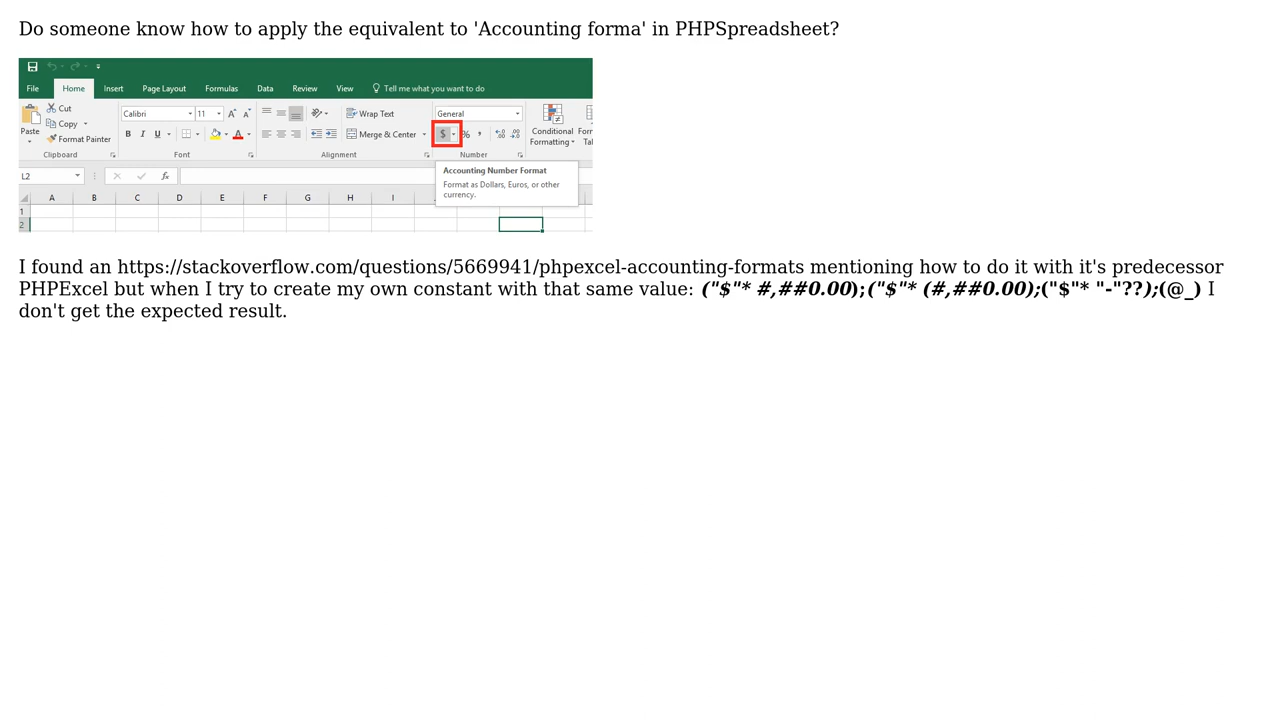 Do someone know how to apply the equivalent to 'Accounting forma' in PHPSpreadsheet?
File Home Insert Page Layout Formulas Data Review View Tell me what you want to do
Paste Cut Calibri 11 A A Wrap Text General
Copy
Format Painter B I U A Merge & Center $ % , Conditional Formatting
Clipboard Font Alignment Number
L2 fx
Accounting Number Format
Format as Dollars, Euros, or other
currency.
A B C D E F G H I
1
2
I found an https://stackoverflow.com/questions/5669941/phpexcel-accounting-formats mentioning how to do it with it's predecessor
PHPExcel but when I try to create my own constant with that same value: ("$"* #,##0.00);("$"* (#,##0.00);("$"* "-"??);(@_) I
don't get the expected result.